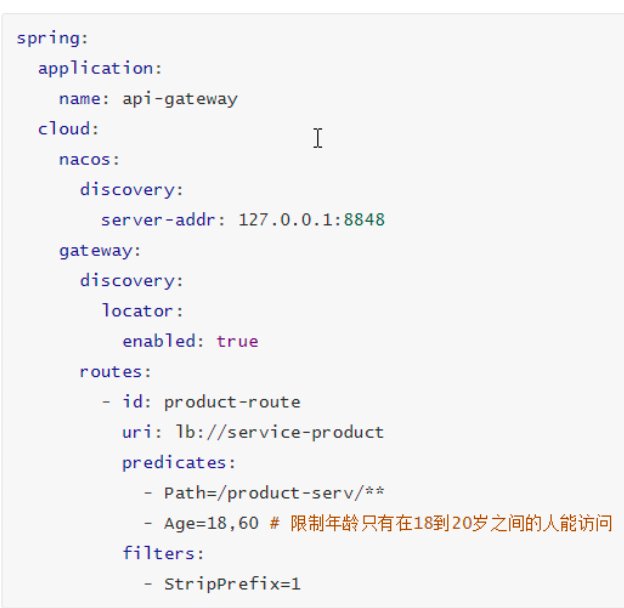 spring:
  application:
    name: api-gateway
  cloud:
    nacos:
      discovery:
        server-addr: 127.0.0.1:8848
    gateway:
      discovery:
        locator:
          enabled: true
      routes:
        - id: product-route
          uri: lb://service-product
          predicates:
            - Path=/product-serv/**
            - Age=18,60 # 限制年龄只有在18到20岁之间的人能访问
          filters:
            - StripPrefix=1